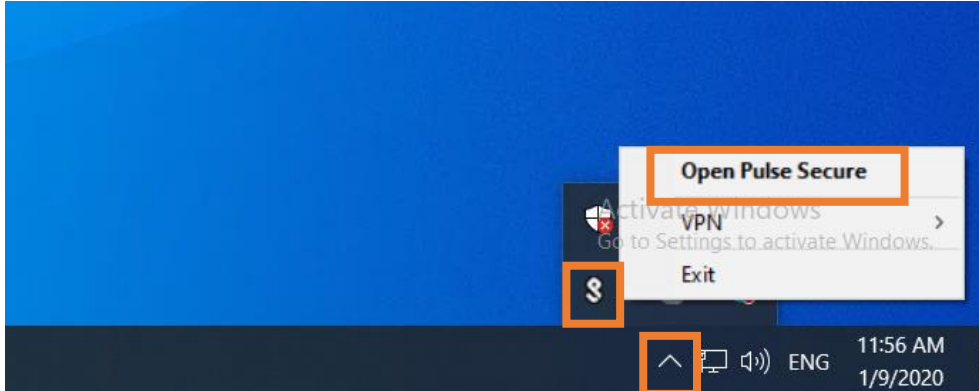 Open Pulse Secure
Activate Windows
VPN
Go to Settings to activate Windows.
Exit
ENG
11:56 AM
1/9/2020